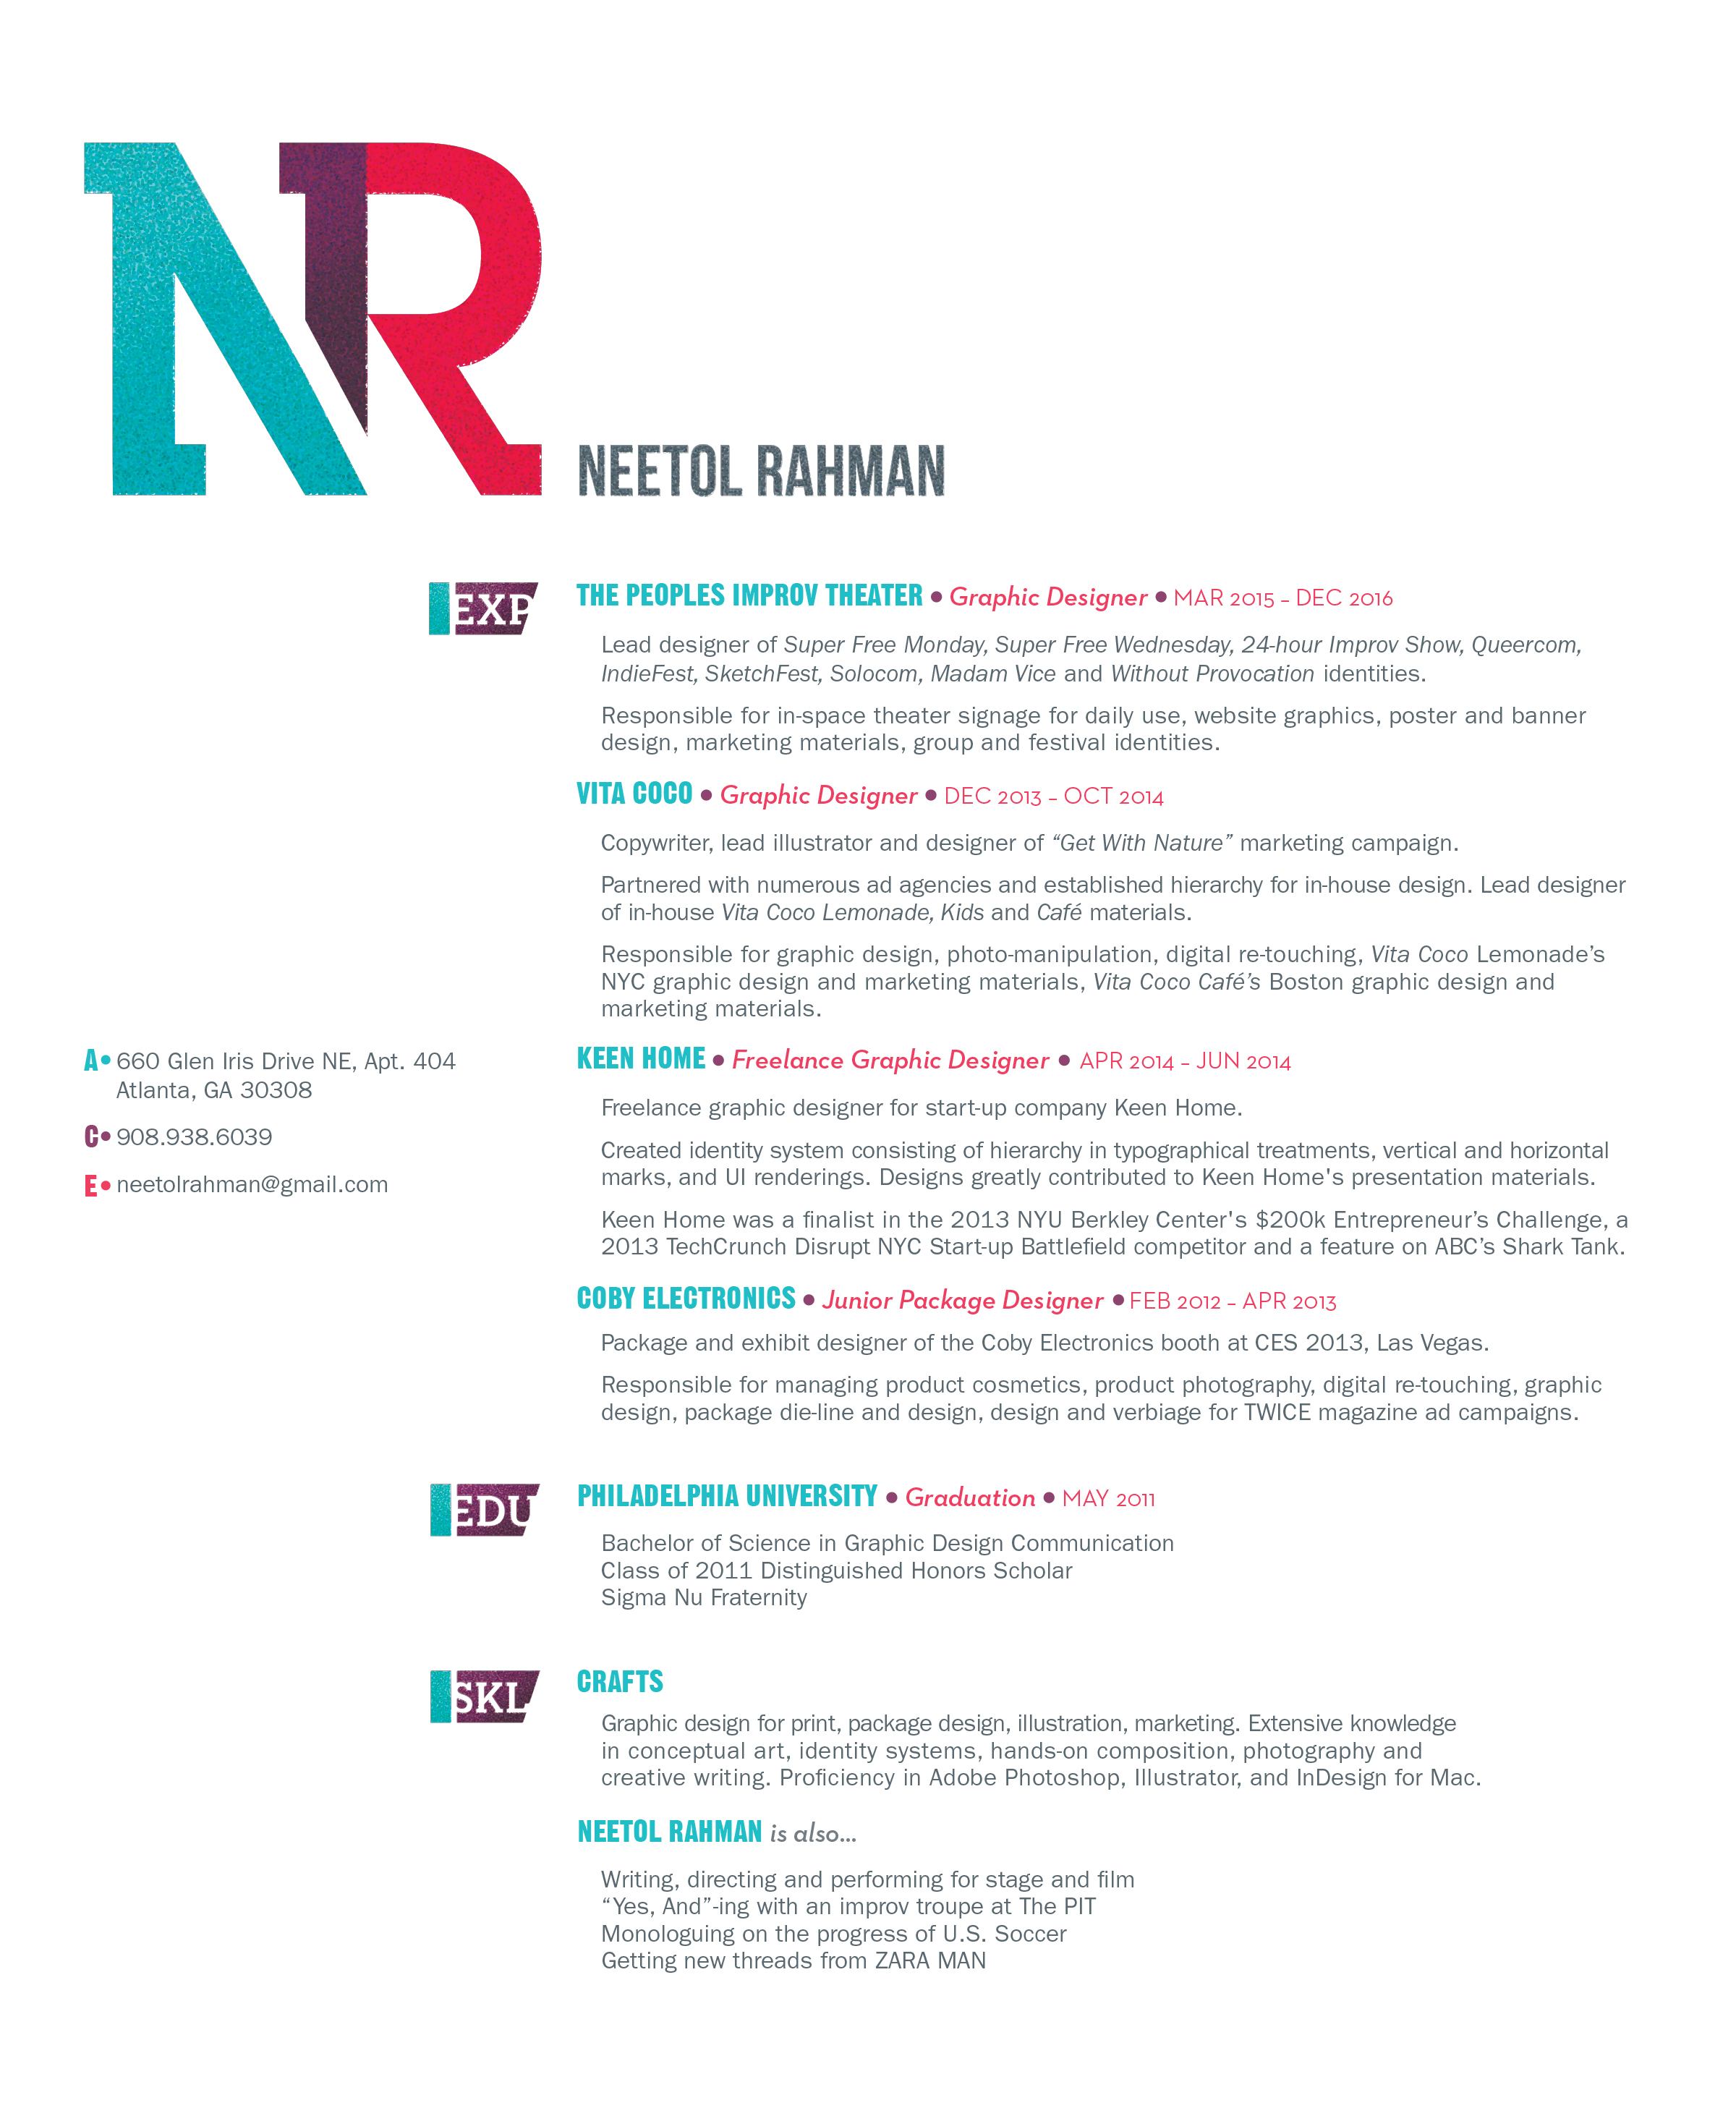 NR
NEETOL RAHMAN
EXP
THE PEOPLES IMPROV THEATER • Graphic Designer • MAR 2015 – DEC 2016
Lead designer of Super Free Monday, Super Free Wednesday, 24-hour Improv Show, Queercom,
IndieFest, SketchFest, Solocom, Madam Vice and Without Provocation identities.
Responsible for in-space theater signage for daily use, website graphics, poster and banner
design, marketing materials, group and festival identities.
VITA COCO • Graphic Designer • DEC 2013 – OCT 2014
Copywriter, lead illustrator and designer of “Get With Nature” marketing campaign.
Partnered with numerous ad agencies and established hierarchy for in-house design. Lead designer
of in-house Vita Coco Lemonade, Kids and Café materials.
Responsible for graphic design, photo-manipulation, digital re-touching, Vita Coco Lemonade’s
NYC graphic design and marketing materials, Vita Coco Café’s Boston graphic design and
marketing materials.
A • 660 Glen Iris Drive NE, Apt. 404
Atlanta, GA 30308
C • 908.938.6039
E • neetolrahman@gmail.com
KEEN HOME • Freelance Graphic Designer • APR 2014 – JUN 2014
Freelance graphic designer for start-up company Keen Home.
Created identity system consisting of hierarchy in typographical treatments, vertical and horizontal
marks, and UI renderings. Designs greatly contributed to Keen Home's presentation materials.
Keen Home was a finalist in the 2013 NYU Berkley Center's $200k Entrepreneur’s Challenge, a
2013 TechCrunch Disrupt NYC Start-up Battlefield competitor and a feature on ABC’s Shark Tank.
COBY ELECTRONICS • Junior Package Designer • FEB 2012 – APR 2013
Package and exhibit designer of the Coby Electronics booth at CES 2013, Las Vegas.
Responsible for managing product cosmetics, product photography, digital re-touching, graphic
design, package die-line and design, design and verbiage for TWICE magazine ad campaigns.
EDU
PHILADELPHIA UNIVERSITY • Graduation • MAY 2011
Bachelor of Science in Graphic Design Communication
Class of 2011 Distinguished Honors Scholar
Sigma Nu Fraternity
SKL
CRAFTS
Graphic design for print, package design, illustration, marketing. Extensive knowledge
in conceptual art, identity systems, hands-on composition, photography and
creative writing. Proficiency in Adobe Photoshop, Illustrator, and InDesign for Mac.
NEETOL RAHMAN is also...
Writing, directing and performing for stage and film
“Yes, And”-ing with an improv troupe at The PIT
Monologuing on the progress of U.S. Soccer
Getting new threads from ZARA MAN